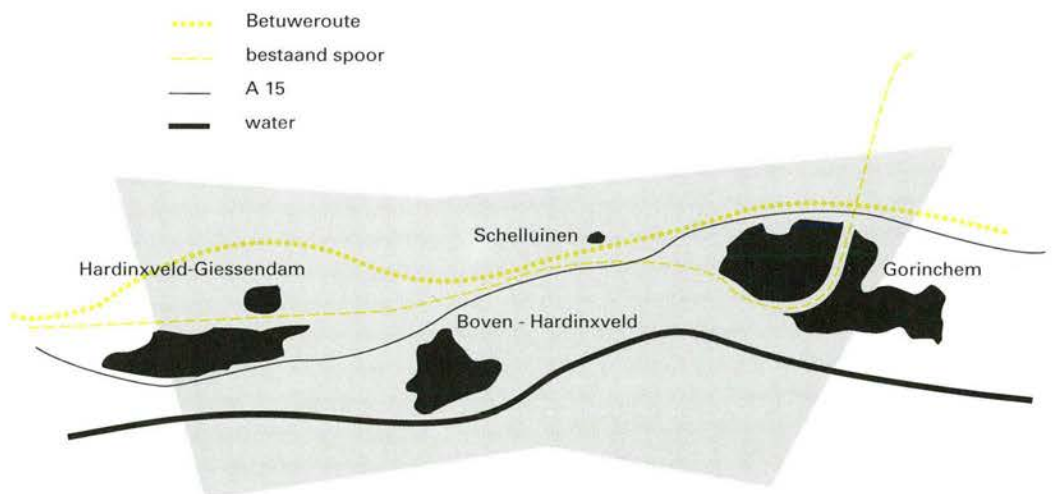 Betuweroute
bestaand spoor
A 15
water
Schelluinen
Hardinxveld-Giessendam
Gorinchem
Boven - Hardinxveld